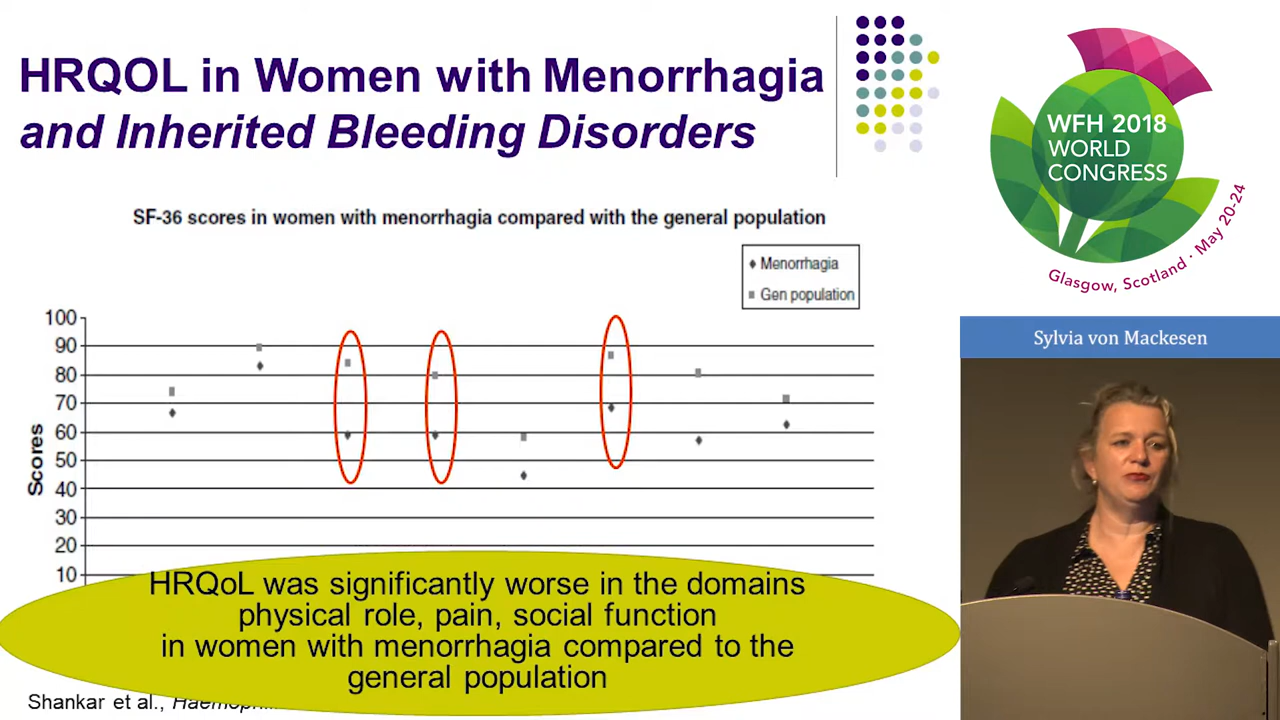 HRQOL in Women with Menorrhagia
and Inherited Bleeding Disorders
SF-36 scores in women with menorrhagia compared with the general population
Menorrhagia
Gen population
100
90
80
70
60
50
40
30
20
10
Scores
HRQoL was significantly worse in the domains
physical role, pain, social function
in women with menorrhagia compared to the
general population
Shankar et al.,
WFH 2018
WORLD
CONGRESS
Glasgow, Scotland · May 20-24
Sylvia von Mackesen